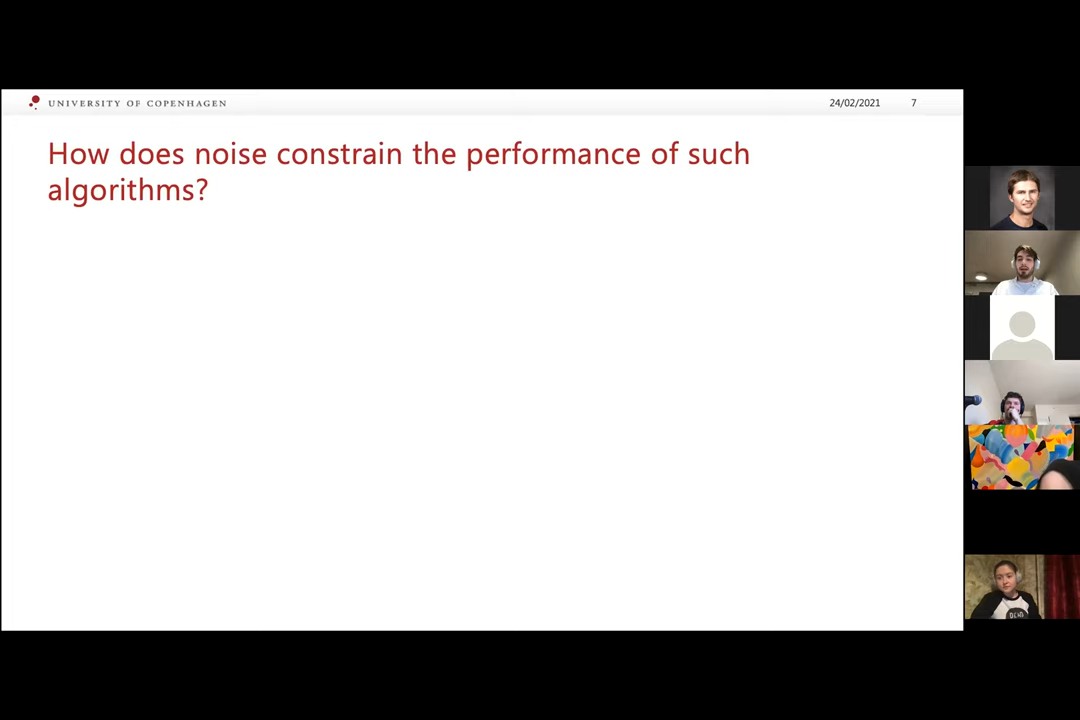 UNIVERSITY OF COPENHAGEN
24/02/2021 7
How does noise constrain the performance of such
algorithms?